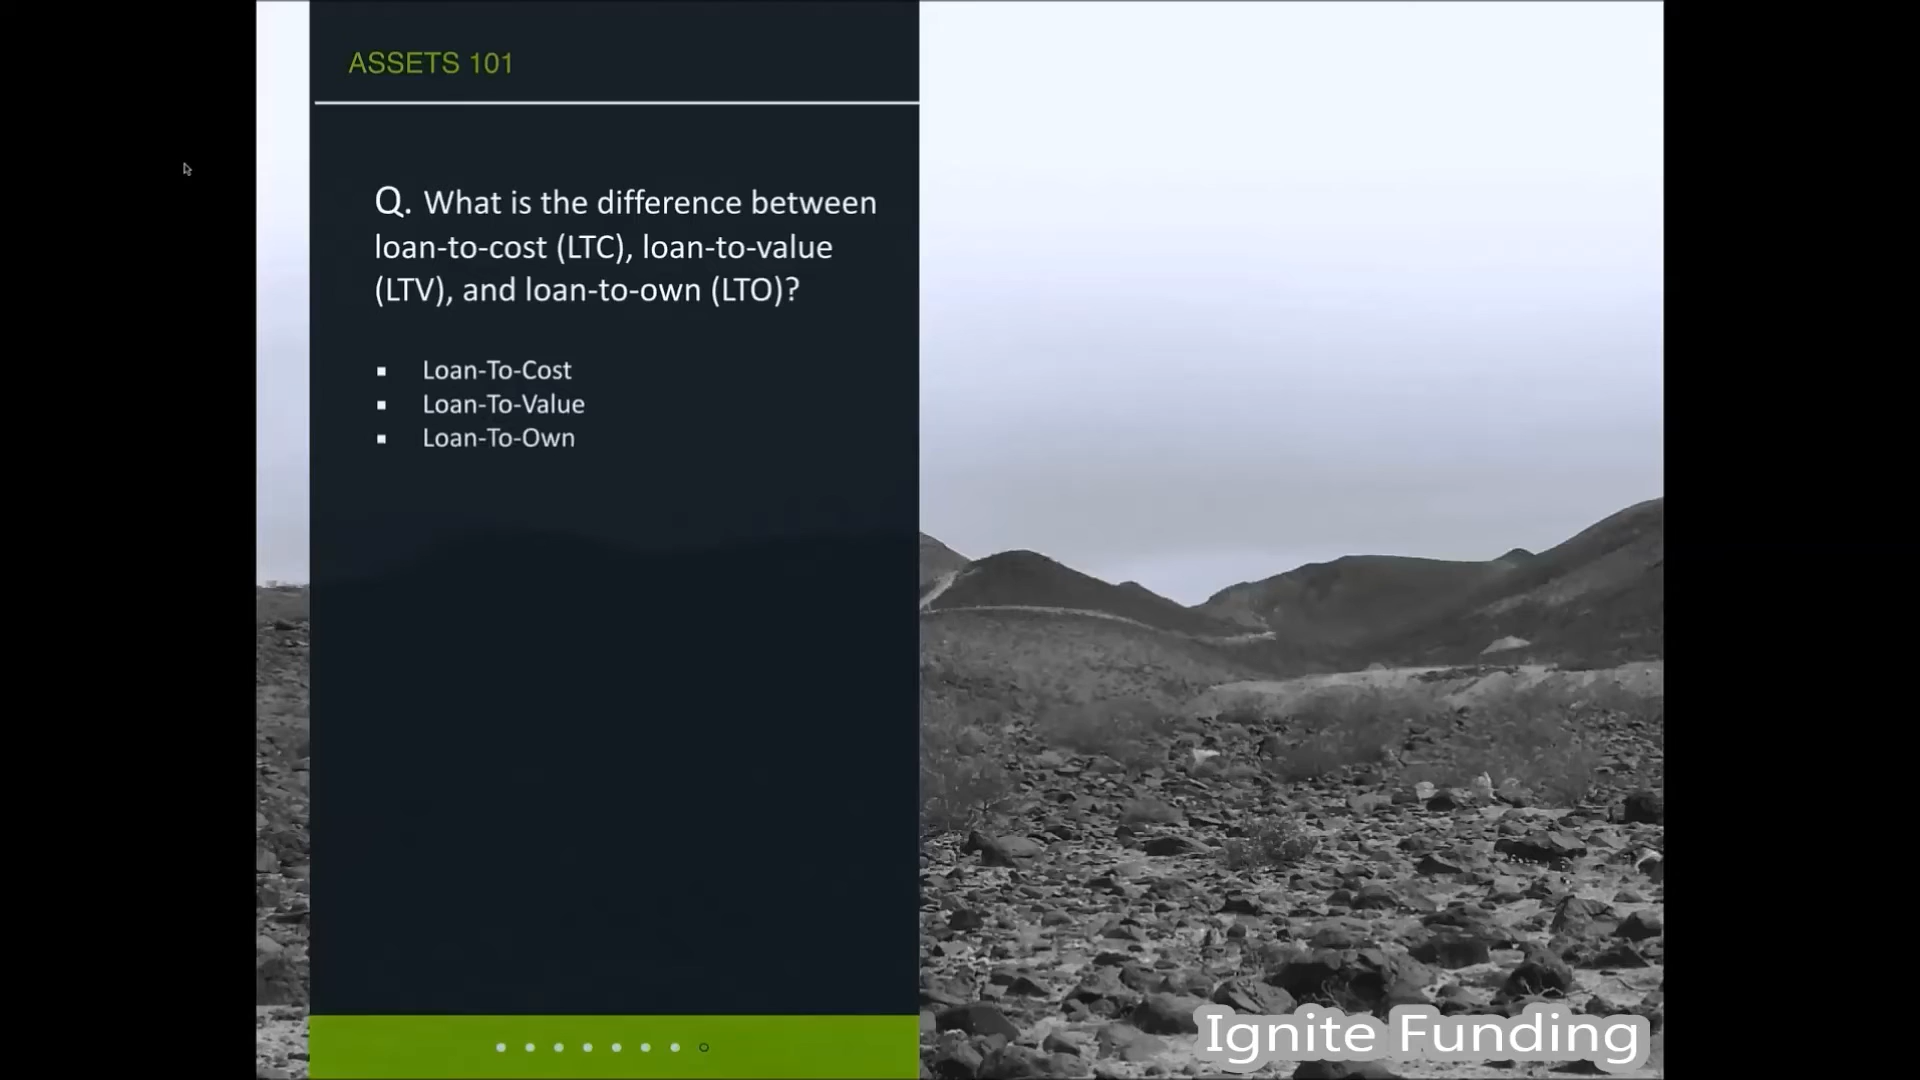 ASSETS 101
Q. What is the difference between
loan-to-cost (LTC), loan-to-value
(LTV), and loan-to-own (LTO)?
▪ Loan-To-Cost
▪ Loan-To-Value
▪ Loan-To-Own
Ignite Funding